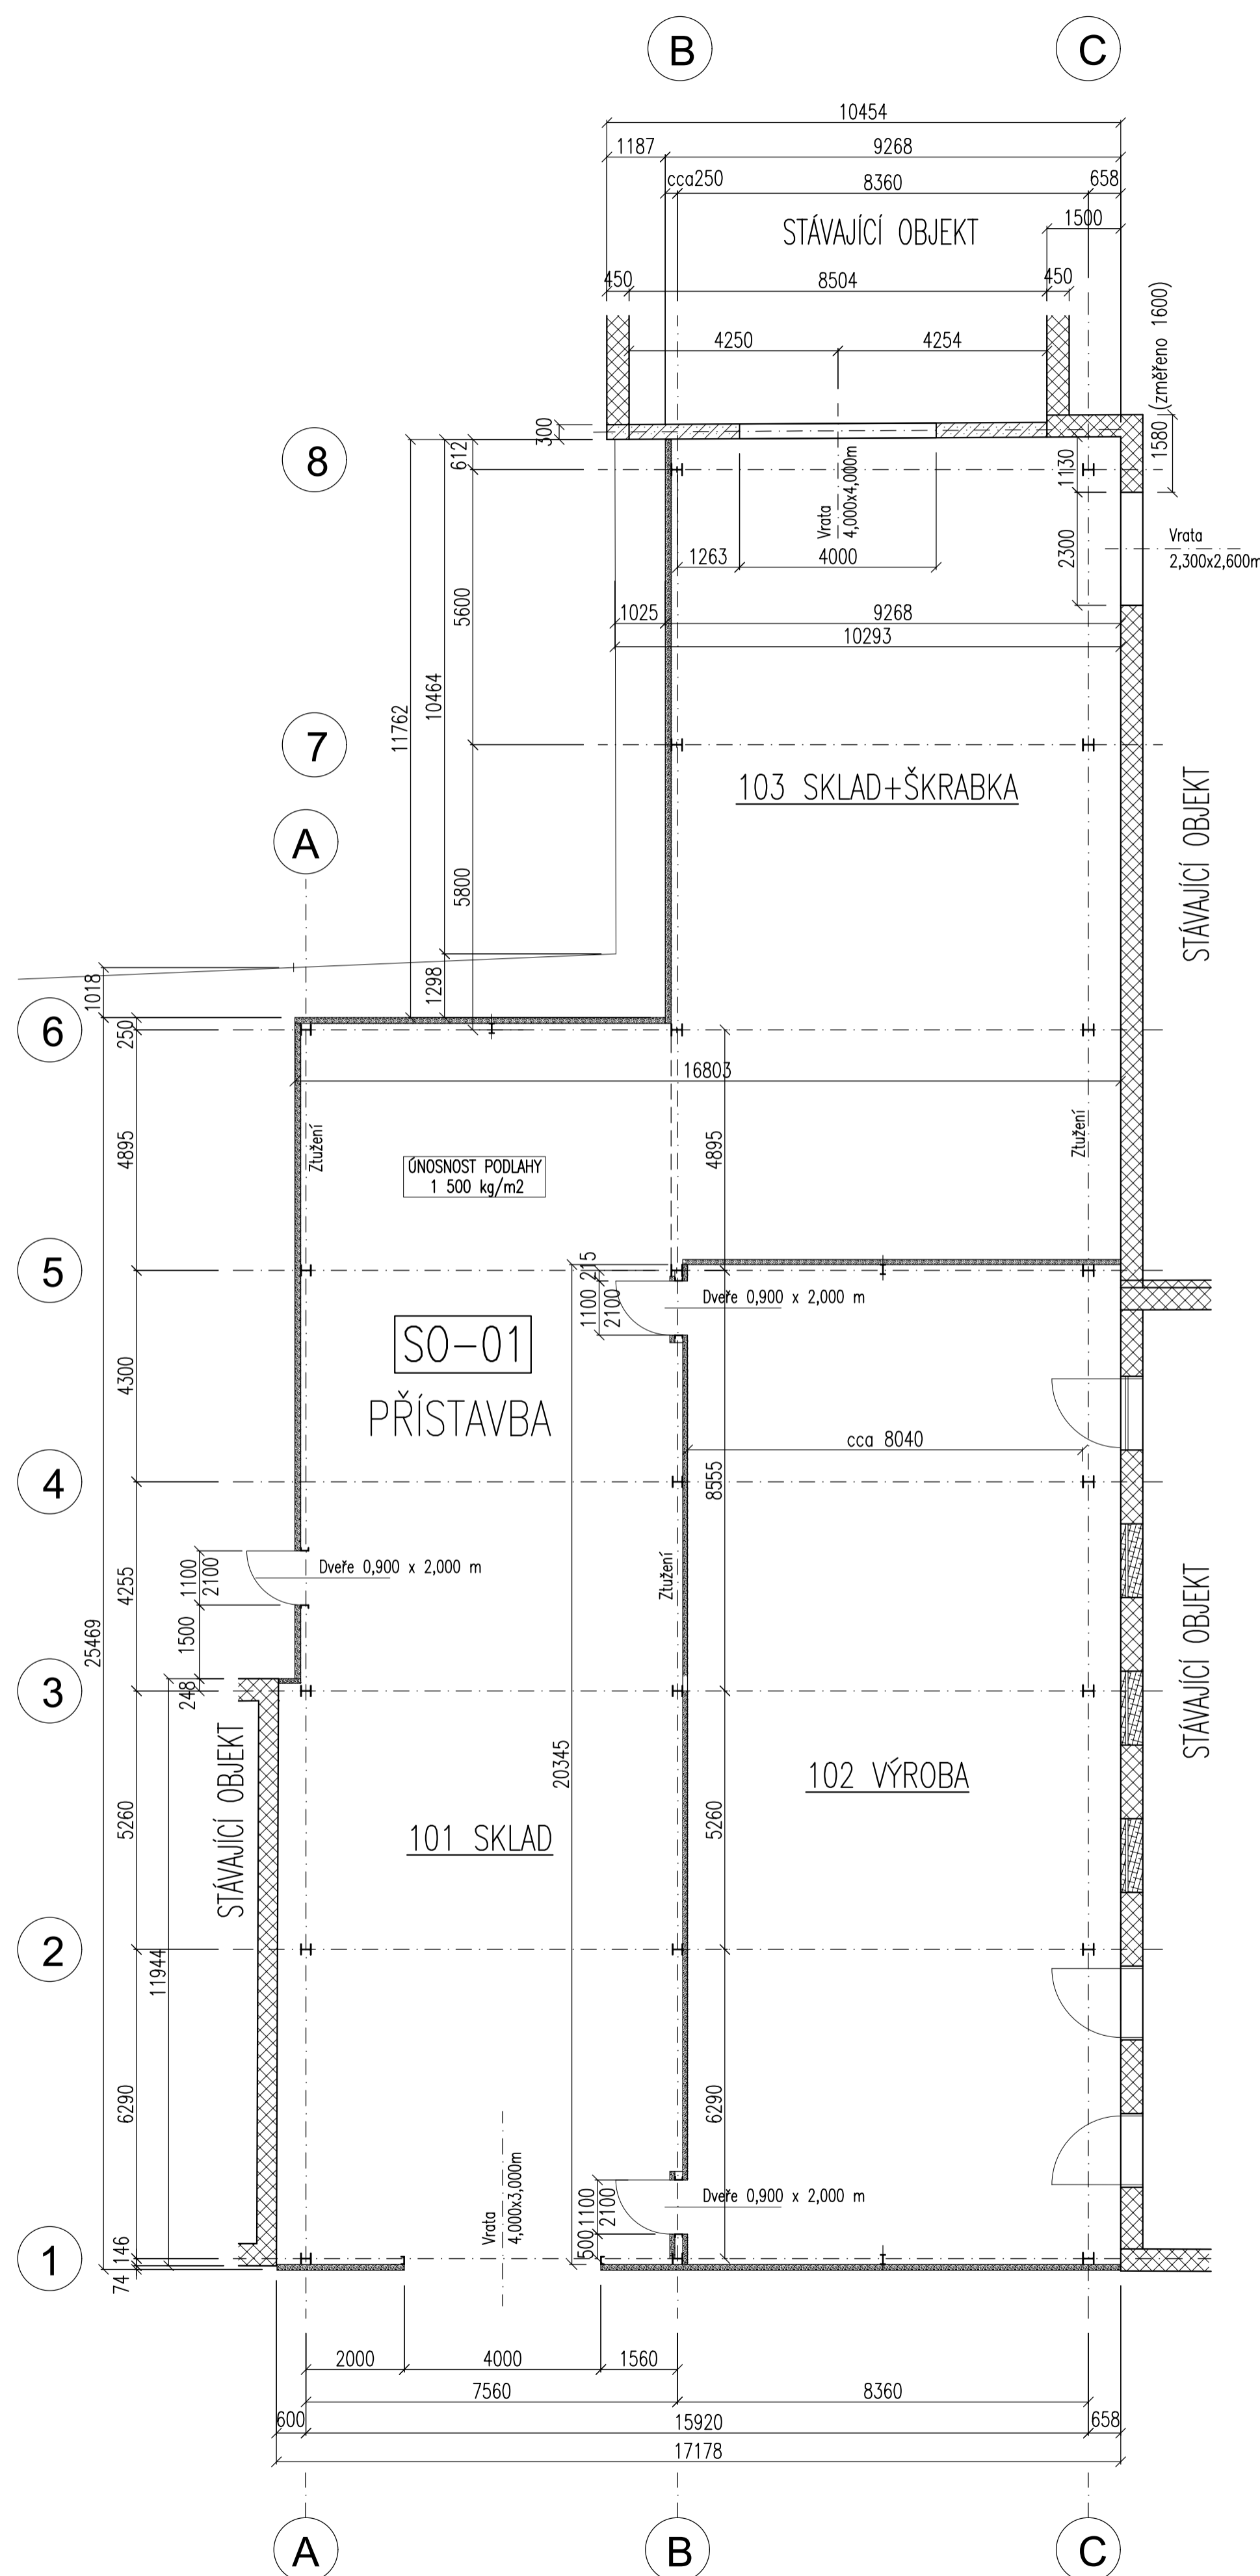 B
C
10454
1187
9268
cca250
8360
658
STÁVAJÍCÍ OBJEKT
1500
450
8504
450
4250
4254
1580 (změřeno 1600)
300
8
612
1130
Vrata
4,000x4,000m
Vrata
2,300x2,600m
1263
4000
2300
5600
1025
9268
10293
10464
11762
7
103 SKLAD+ŠKRABKA
STÁVAJÍCÍ OBJEKT
A
5800
1018
1298
6
250
16803
4895
Ztužení
4895
Ztužení
ÚNOSNOST PODLAHY
1 500 kg/m2
5
215
1100
2100
Dveře 0,900 x 2,000 m
SO-01
4300
PŘÍSTAVBA
cca 8040
4
8555
4255
1100
2100
Dveře 0,900 x 2,000 m
Ztužení
25469
1500
STÁVAJÍCÍ OBJEKT
3
248
STÁVAJÍCÍ OBJEKT
20345
102 VÝROBA
5260
101 SKLAD
5260
2
11944
6290
6290
Vrata
4,000x3,000m
1100
2100
Dveře 0,900 x 2,000 m
500
1
146
74
2000
4000
1560
7560
8360
600
15920
658
17178
A
B
C